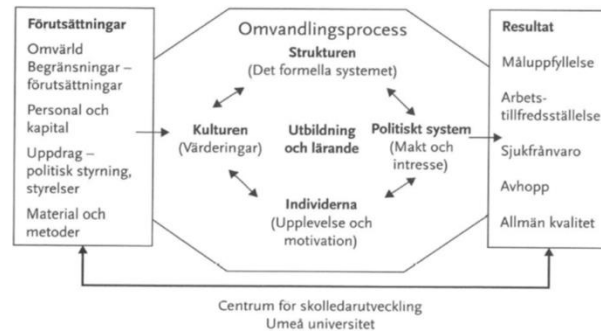 Förutsättningar
Omvärld
Begränsningar –
förutsättningar
Personal och
kapital
Uppdrag –
politisk styrning,
styrelser
Material och
metoder
Omvandlingsprocess
Strukturen
(Det formella systemet)
Kulturen
(Värderingar)
Utbildning
och lärande
Politiskt system
(Makt och
intresse)
Individerna
(Upplevelse och
motivation)
Resultat
Måluppfyllelse
Arbets-
tillfredsställelse
Sjukfrånvaro
Avhopp
Allmän kvalitet
Centrum för skolledarutveckling
Umeå universitet